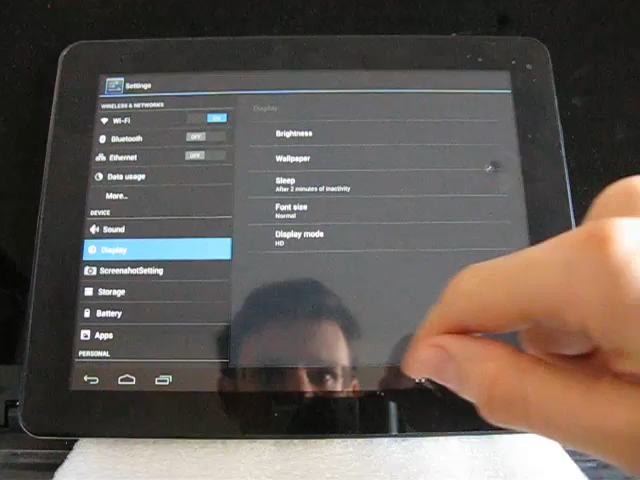 Settings
WIRELESS & NETWORKS
Wi-Fi
ON
Bluetooth
OFF
Ethernet
OFF
Data usage
More...
DEVICE
Sound
Display
ScreenshotSetting
Storage
Battery
Apps
PERSONAL
Display
Brightness
Wallpaper
Sleep
After 2 minutes of inactivity
Font size
Normal
Display mode
HD